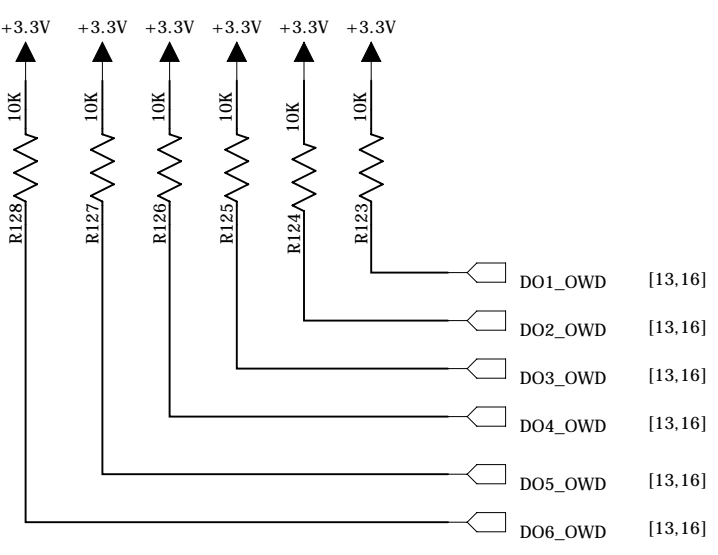 +3.3V +3.3V +3.3V +3.3V +3.3V +3.3V
10K 10K 10K 10K 10K 10K
R128 R127 R126 R125 R124 R123
DO1_OWD [13,16]
DO2_OWD [13,16]
DO3_OWD [13,16]
DO4_OWD [13,16]
DO5_OWD [13,16]
DO6_OWD [13,16]